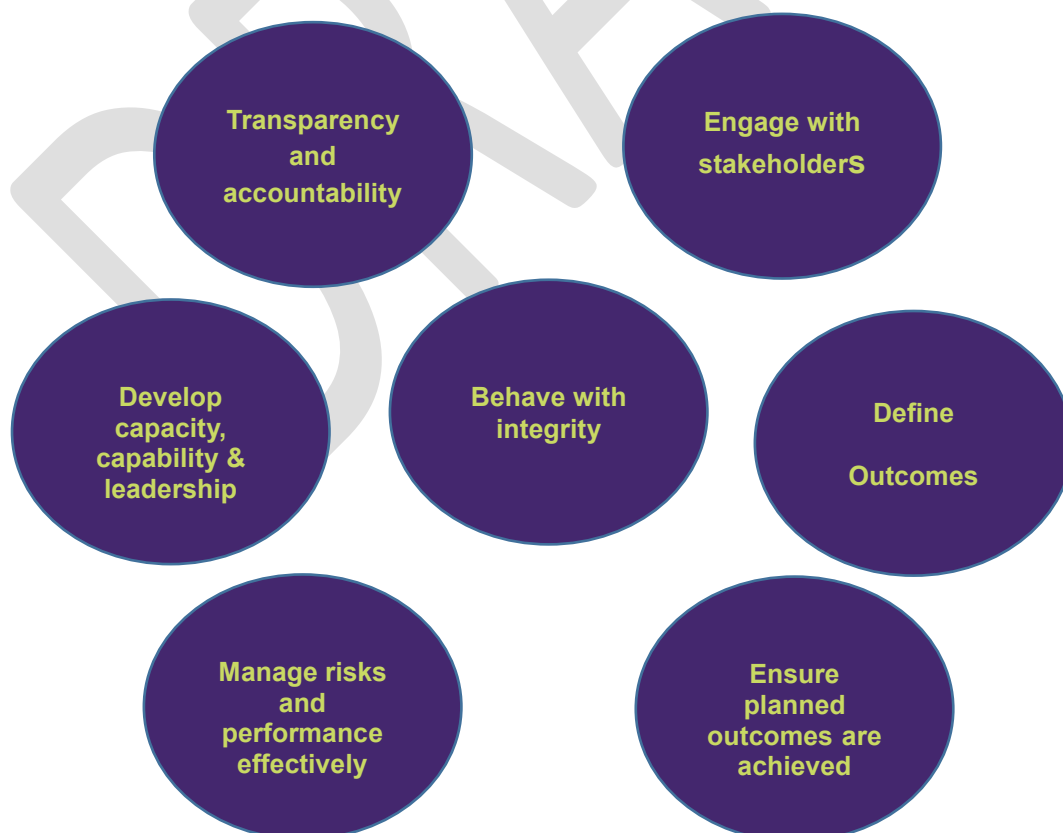 Transparency
and
accountability
Engage with
stakeholders
Develop
capacity,
capability &
leadership
Behave with
integrity
Define
Outcomes
Manage risks
and
performance
effectively
Ensure
planned
outcomes are
achieved